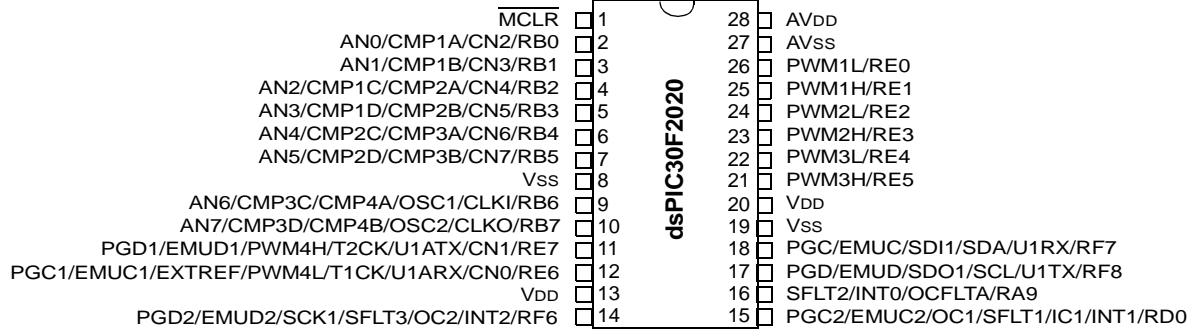 MCLR 1 28 AVDD
AN0/CMP1A/CN2/RB0 2 27 AVSS
AN1/CMP1B/CN3/RB1 3 26 PWM1L/RE0
AN2/CMP1C/CMP2A/CN4/RB2 4 25 PWM1H/RE1
AN3/CMP1D/CMP2B/CN5/RB3 5 24 PWM2L/RE2
AN4/CMP2C/CMP3A/CN6/RB4 6 23 PWM2H/RE3
AN5/CMP2D/CMP3B/CN7/RB5 7 22 PWM3L/RE4
VSS 8 21 PWM3H/RE5
AN6/CMP3C/CMP4A/OSC1/CLKI/RB6 9 20 VDD
AN7/CMP3D/CMP4B/OSC2/CLKO/RB7 10 19 VSS
PGD1/EMUD1/PWM4H/T2CK/U1ATX/CN1/RE7 11 18 PGC/EMUC/SDI1/SDA/U1RX/RF7
PGC1/EMUC1/EXTREF/PWM4L/T1CK/U1ARX/CN0/RE6 12 17 PGD/EMUD/SDO1/SCL/U1TX/RF8
VDD 13 16 SFLT2/INT0/OCFLTA/RA9
PGD2/EMUD2/SCK1/SFLT3/OC2/INT2/RF6 14 15 PGC2/EMUC2/OC1/SFLT1/IC1/INT1/RD0
dsPIC30F2020